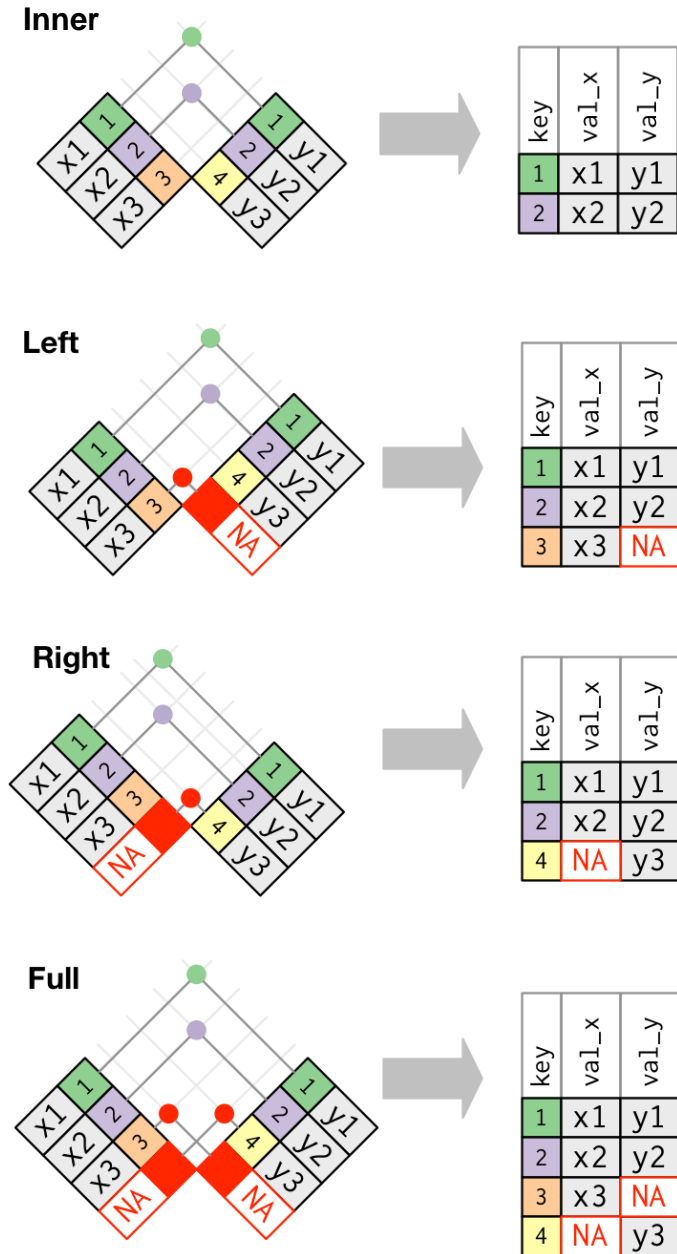 Inner
1 2 3
x1 x2 x3
1 2 4
y1 y2 y3
key val_x val_y
1 x1 y1
2 x2 y2
Left
1 2 3
x1 x2 x3
1 2 4
y1 y2 y3 NA
key val_x val_y
1 x1 y1
2 x2 y2
3 x3 NA
Right
1 2 3
x1 x2 x3 NA
1 2 4
y1 y2 y3
key val_x val_y
1 x1 y1
2 x2 y2
4 NA y3
Full
1 2 3
x1 x2 x3 NA
1 2 4
y1 y2 y3 NA
key val_x val_y
1 x1 y1
2 x2 y2
3 x3 NA
4 NA y3